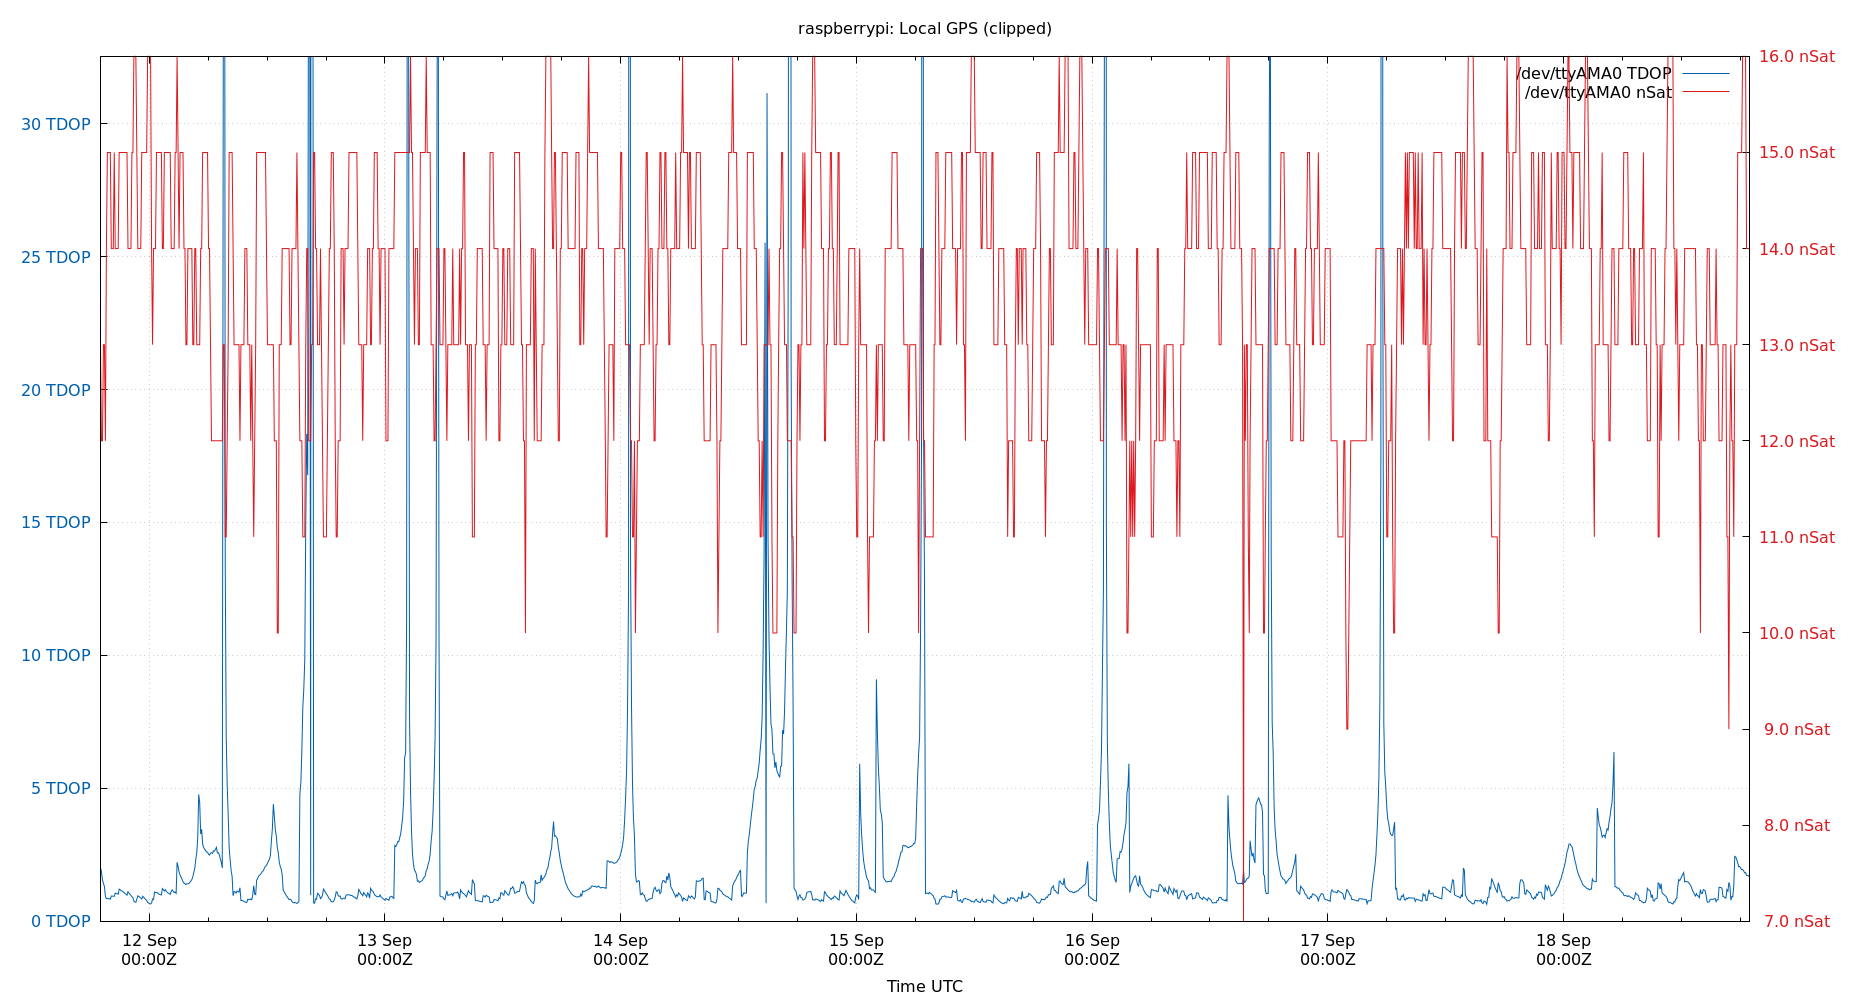 raspberrypi: Local GPS (clipped)
/dev/ttyAMA0 TDOP
/dev/ttyAMA0 nSat
30 TDOP
25 TDOP
20 TDOP
15 TDOP
10 TDOP
5 TDOP
0 TDOP
16.0 nSat
15.0 nSat
14.0 nSat
13.0 nSat
12.0 nSat
11.0 nSat
10.0 nSat
9.0 nSat
8.0 nSat
7.0 nSat
12 Sep
00:00Z
13 Sep
00:00Z
14 Sep
00:00Z
15 Sep
00:00Z
16 Sep
00:00Z
17 Sep
00:00Z
18 Sep
00:00Z
Time UTC